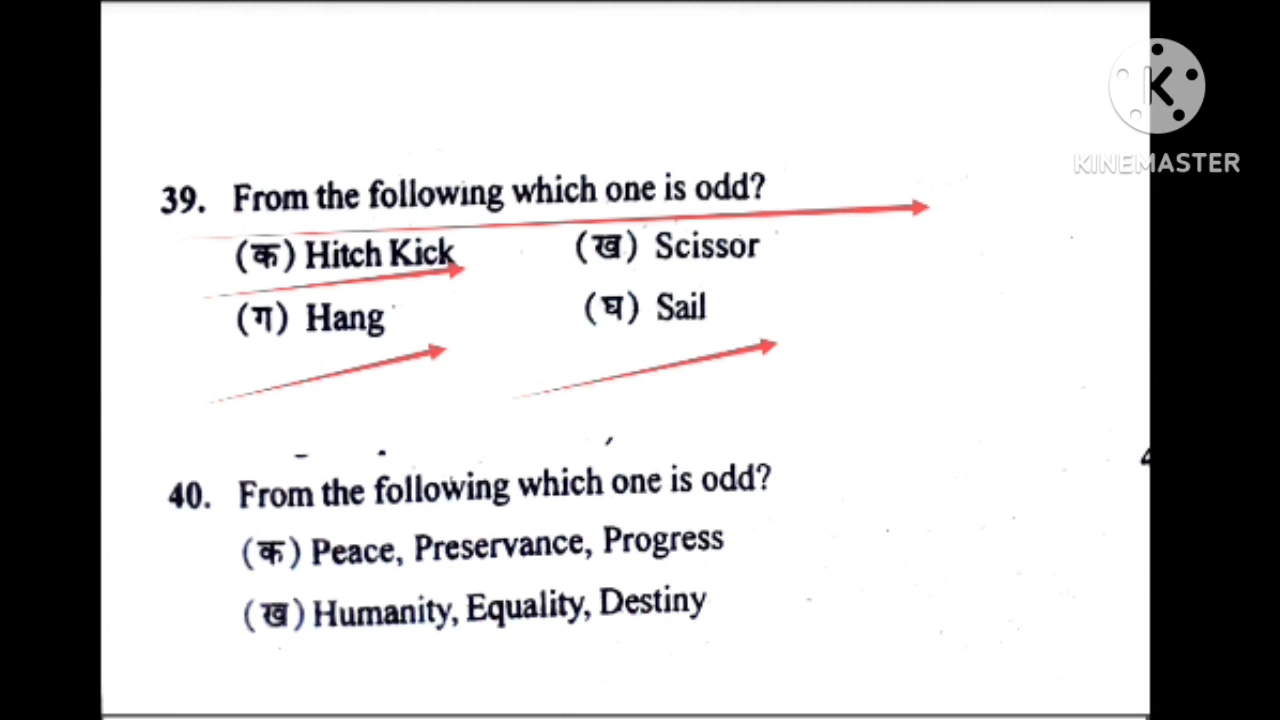 KINEMASTER
39. From the following which one is odd?
(क) Hitch Kick (ख) Scissor
(ग) Hang (घ) Sail
40. From the following which one is odd?
(क) Peace, Preservance, Progress
(ख) Humanity, Equality, Destiny